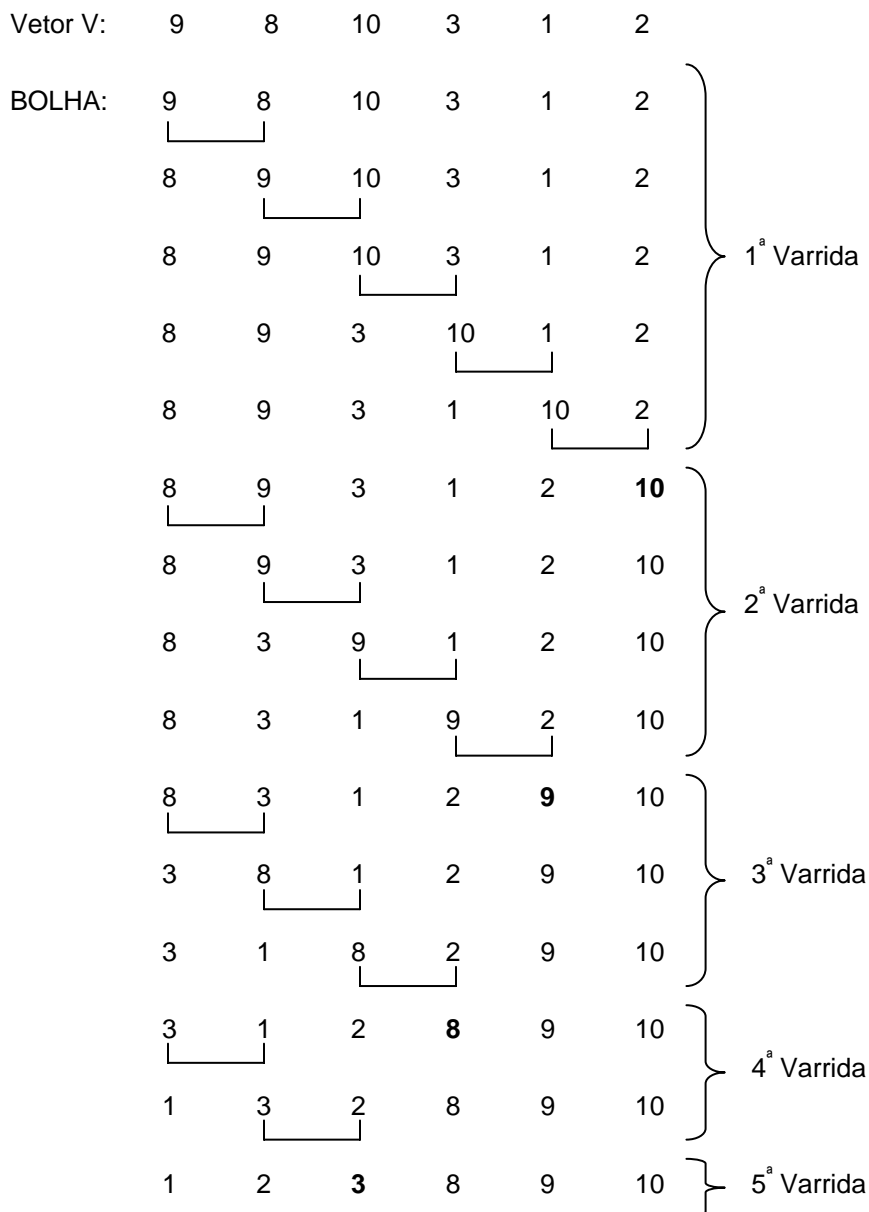 Vetor V: 9 8 10 3 1 2
BOLHA: 9 8 10 3 1 2
8 9 10 3 1 2
8 9 10 3 1 2
1ª Varrida
8 9 3 10 1 2
8 9 3 1 10 2
8 9 3 1 2 10
8 9 3 1 2 10
2ª Varrida
8 3 9 1 2 10
8 3 1 9 2 10
8 3 1 2 9 10
3 8 1 2 9 10
3ª Varrida
3 1 8 2 9 10
3 1 2 8 9 10
4ª Varrida
1 3 2 8 9 10
1 2 3 8 9 10
5ª Varrida